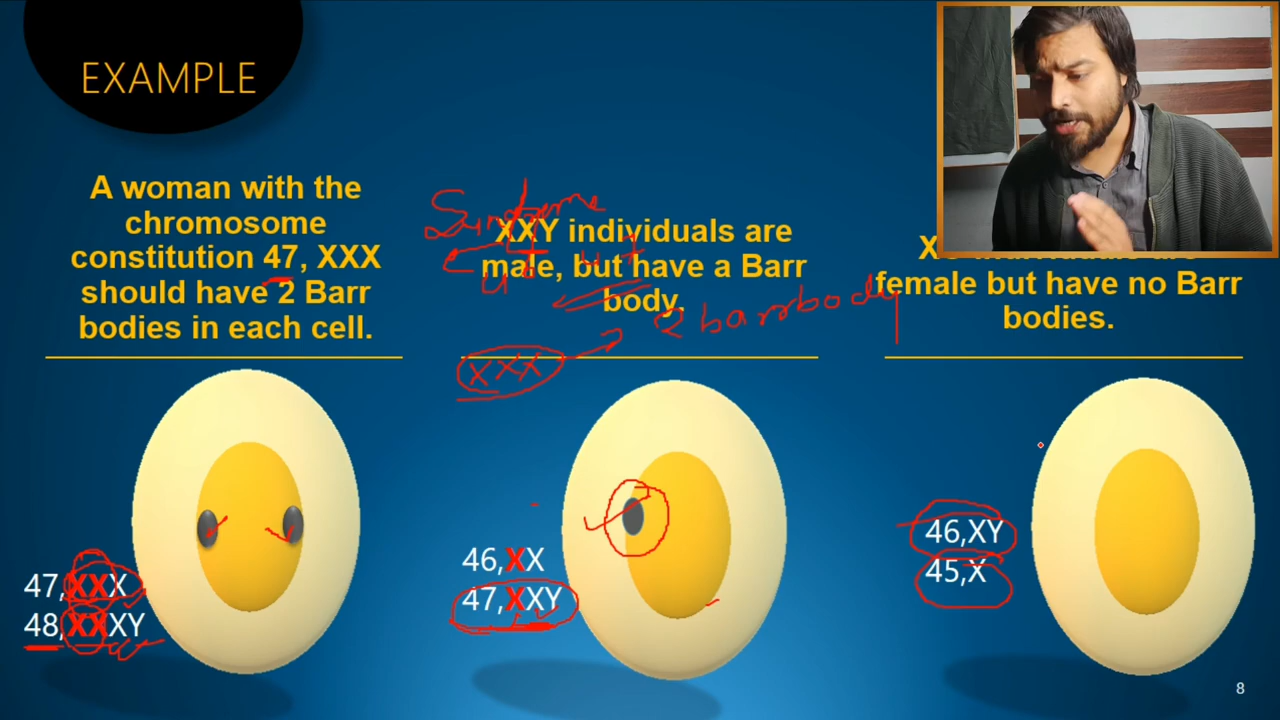 EXAMPLE
A woman with the
chromosome
constitution 47, XXX
should have 2 Barr
bodies in each cell.
47,XXX
48,XXXY
Syndrome
XXY individuals are
male, but have a Barr
body.
2 barrbody
XXX
46,XX
47,XXY
female but have no Barr
bodies.
46,XY
45,X
8